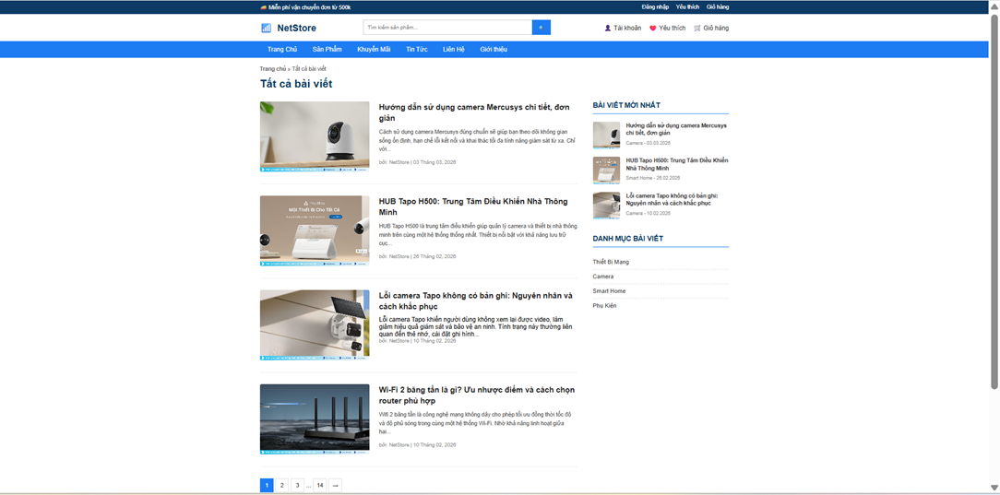 🚚 Miễn phí vận chuyển đơn từ 500k
Đăng nhập Yêu thích Giỏ hàng
NetStore
Tìm kiếm sản phẩm...
Tài khoản Yêu thích Giỏ hàng
Trang Chủ Sản Phẩm Khuyến Mãi Tin Tức Liên Hệ Giới thiệu
Trang chủ » Tất cả bài viết
Tất cả bài viết
Hướng dẫn sử dụng camera Mercusys chi tiết, đơn
giản
Cách sử dụng camera Mercusys đúng chuẩn sẽ giúp bạn theo dõi không gian
sống ổn định, hạn chế lỗi kết nối và khai thác tối đa tính năng giám sát từ xa. Chỉ
với...
bởi: NetStore | 03 Tháng 03, 2026
MỘT THIẾT BỊ CHO TẤT CẢ
HUB Tapo H500: Trung Tâm Điều Khiển Nhà Thông
Minh
HUB Tapo H500 là trung tâm điều khiển giúp quản lý camera và thiết bị nhà thông
minh trên cùng một hệ thống thống nhất. Thiết bị nổi bật với khả năng lưu trữ
cục...
bởi: NetStore | 26 Tháng 02, 2026
Lỗi camera Tapo không có bản ghi: Nguyên nhân và
cách khắc phục
Lỗi camera Tapo khiến người dùng không xem lại được video, làm
giảm hiệu quả giám sát và bảo vệ an ninh. Tình trạng này thường liên
quan đến thẻ nhớ, cài đặt ghi hình...
bởi: NetStore | 10 Tháng 02, 2026
Wi-Fi 2 băng tần là gì? Ưu nhược điểm và cách chọn
router phù hợp
Wifi 2 băng tần là công nghệ mạng không dây cho phép tối ưu đồng thời tốc độ
và độ phủ sóng trong cùng một hệ thống Wi-Fi. Nhờ khả năng linh hoạt giữa
hai...
bởi: NetStore | 10 Tháng 02, 2026
1 2 3 ... 14 →
BÀI VIẾT MỚI NHẤT
Hướng dẫn sử dụng camera Mercusys
chi tiết, đơn giản
Camera - 03.03.2026
HUB Tapo H500: Trung Tâm Điều Khiển
Nhà Thông Minh
Smart Home - 26.02.2026
Lỗi camera Tapo không có bản ghi:
Nguyên nhân và cách khắc phục
Camera - 10.02.2026
DANH MỤC BÀI VIẾT
Thiết Bị Mạng
Camera
Smart Home
Phụ Kiện